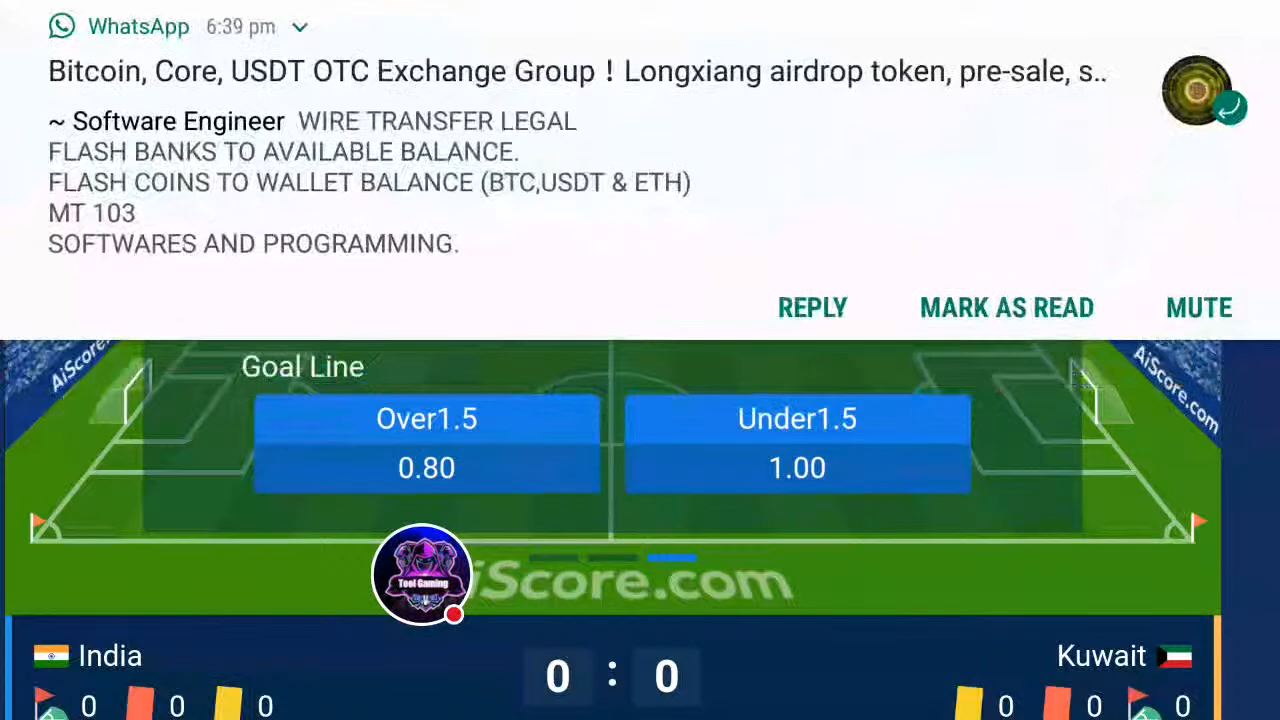 WhatsApp 6:39 pm
Bitcoin, Core, USDT OTC Exchange Group！Longxiang airdrop token, pre-sale, s..
~ Software Engineer WIRE TRANSFER LEGAL
FLASH BANKS TO AVAILABLE BALANCE.
FLASH COINS TO WALLET BALANCE (BTC,USDT & ETH)
MT 103
SOFTWARES AND PROGRAMMING.
REPLY MARK AS READ MUTE
AiScore. AiScore.com
Goal Line
Over1.5 Under1.5
0.80 1.00
Tool Gaming
iScore.com
India 0 : 0 Kuwait
0 0 0 0 0 0